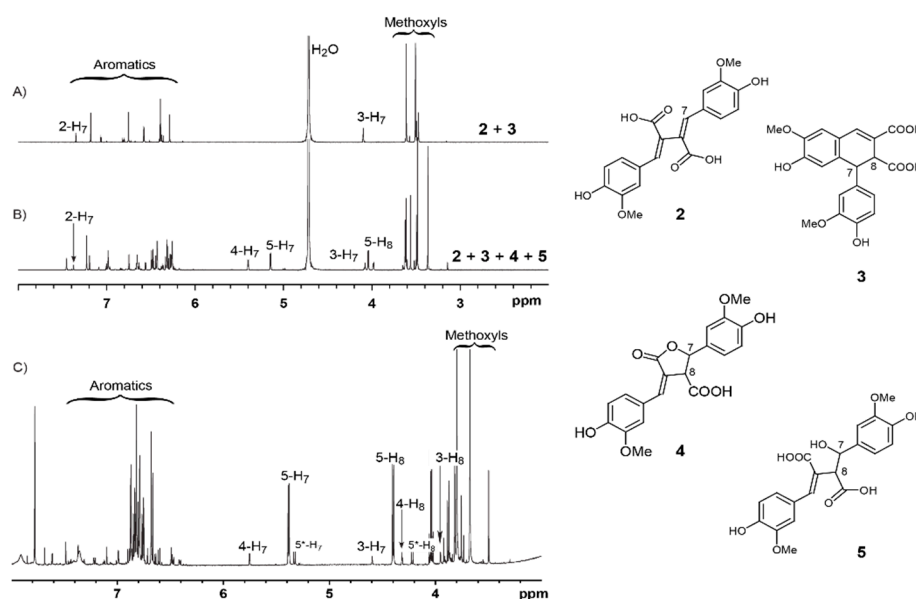 Methoxyls
H₂O
Aromatics
A)
2-H₇
3-H₇
2 + 3
B)
2-H₇
4-H₇
5-H₇
3-H₇
5-H₈
2 + 3 + 4 + 5
7
6
5
4
3
ppm
C)
Methoxyls
Aromatics
5-H₇
5-H₈
3-H₈
4-H₈
4-H₇
5*-H₇
3-H₇
5*-H₈
7
6
5
4
ppm
OMe
OH
7
O
HO
O
OH
HO
OMe
2
MeO
COOH
HO
8
COOH
7
MeO
OH
3
OMe
OH
7
O
O
8
COOH
HO
OMe
4
OMe
OH
7
HO
HOOC
8
O
OH
HO
OMe
5